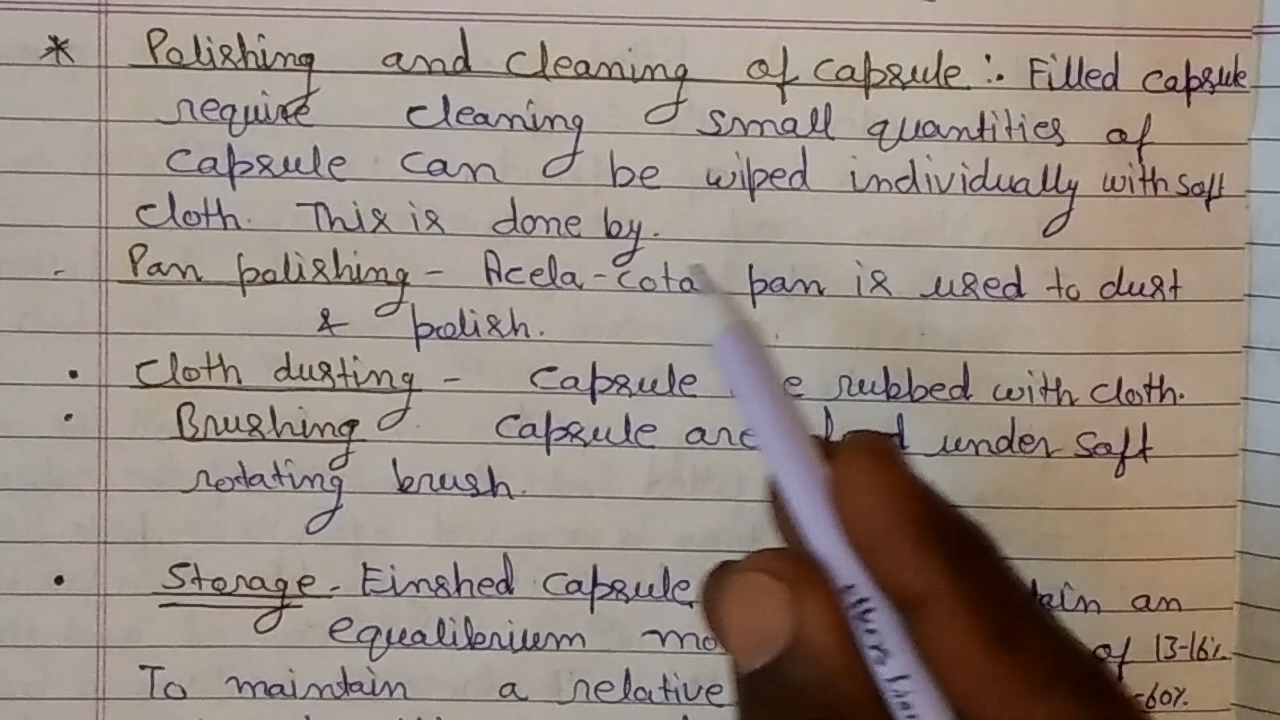 * Polishing and cleaning of capsule :- Filled capsule
require cleaning small quantities of
capsule can be wiped individually with soft
cloth. This is done by.
- Pan polishing - Acela-cota pan is used to dust
& polish.
• Cloth dusting - capsule rubbed with cloth.
• Brushing capsule are under soft
rotating brush.
• Storage - Finshed capsule an
equalibrium of 13-16%
To maintain a relative -60%.